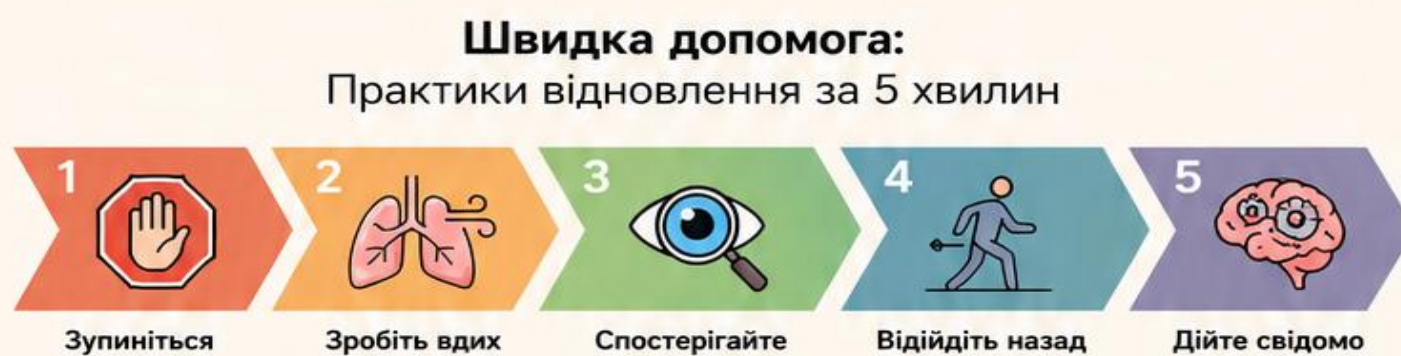 Швидка допомога:
Практики відновлення за 5 хвилин
1
2
3
4
5
Зупиніться
Зробіть вдих
Спостерігайте
Відійдіть назад
Дійте свідомо